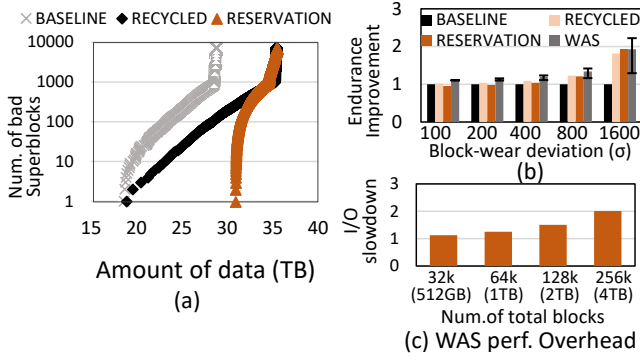 (a)
BASELINE RECYCLED RESERVATION
Num. of bad
Superblocks
10000
1000
100
10
1
15 20 25 30 35 40
Amount of data (TB)
(a)
BASELINE RECYCLED
RESERVATION WAS
Endurance
Improvement
2
1
0
100 200 400 800 1600
Block-wear deviation (σ)
(b)
I/O
slowdown
3
2
1
0
32k 64k 128k 256k
(512GB) (1TB) (2TB) (4TB)
Num.of total blocks
(c) WAS perf. Overhead